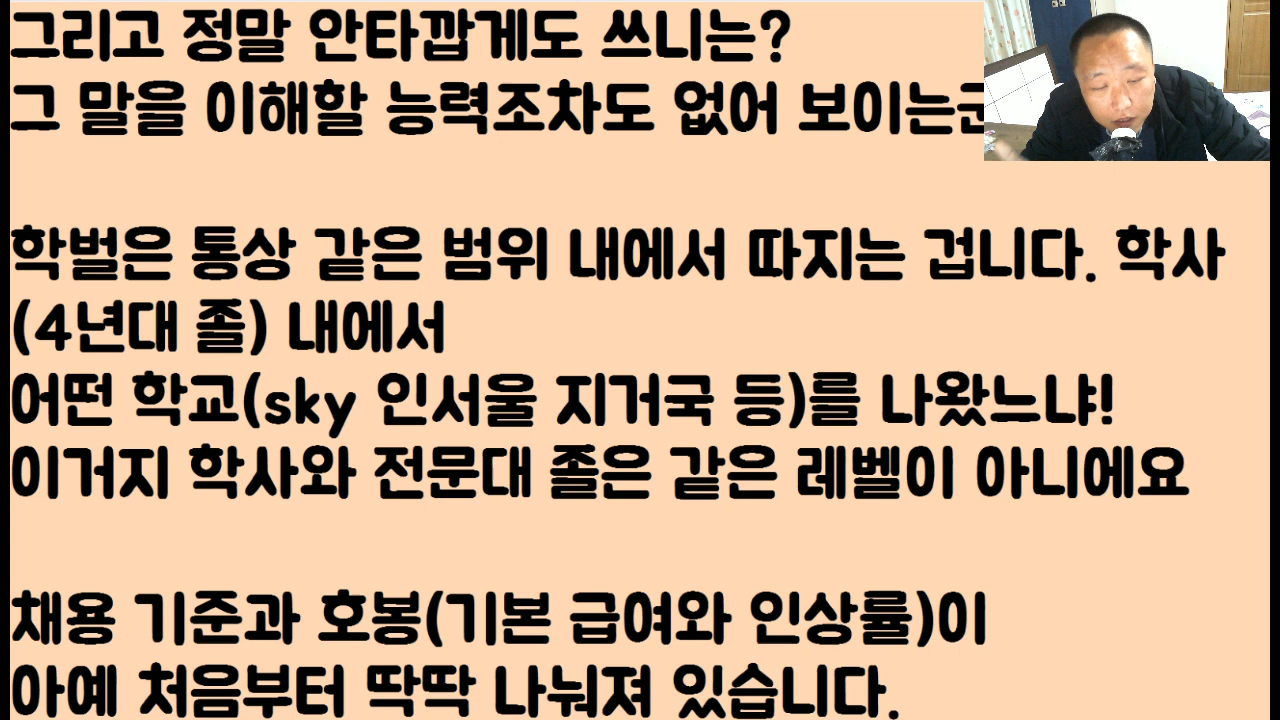 그리고 정말 안타깝게도 쓰니는?
그 말을 이해할 능력조차도 없어 보이는
학벌은 통상 같은 범위 내에서 따지는 겁니다. 학사
(4년대 졸) 내에서
어떤 학교(sky 인서울 지거국 등)를 나왔느냐!
이거지 학사와 전문대 졸은 같은 레벨이 아니에요
채용 기준과 호봉(기본 급여와 인상률)이
아예 처음부터 딱딱 나눠져 있습니다.